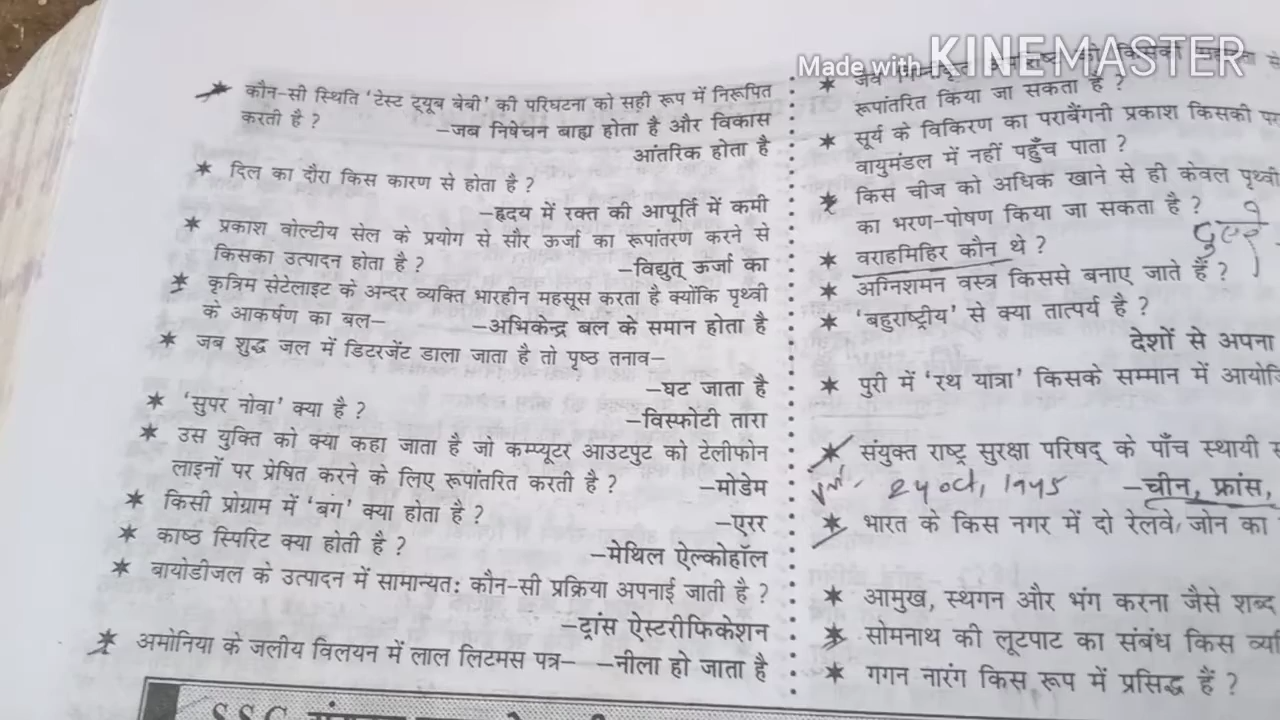 Made with KINEMASTER
✶ कौन-सी स्थिति 'टेस्ट ट्यूब बेबी' की परिघटना को सही रूप में निरूपित
करती है ? –जब निषेचन बाह्य होता है और विकास
आंतरिक होता है
✶ दिल का दौरा किस कारण से होता है ?
–हृदय में रक्त की आपूर्ति में कमी
✶ प्रकाश वोल्टीय सेल के प्रयोग से सौर ऊर्जा का रूपांतरण करने से
किसका उत्पादन होता है ? –विद्युत् ऊर्जा का
✶ कृत्रिम सेटेलाइट के अन्दर व्यक्ति भारहीन महसूस करता है क्योंकि पृथ्वी
के आकर्षण का बल– –अभिकेन्द्र बल के समान होता है
✶ जब शुद्ध जल में डिटरजेंट डाला जाता है तो पृष्ठ तनाव–
–घट जाता है
✶ 'सुपर नोवा' क्या है ?
–विस्फोटी तारा
✶ उस युक्ति को क्या कहा जाता है जो कम्प्यूटर आउटपुट को टेलीफोन
लाइनों पर प्रेषित करने के लिए रूपांतरित करती है ? –मोडेम
✶ किसी प्रोग्राम में 'बग' क्या होता है ?
–एरर
✶ काष्ठ स्पिरिट क्या होती है ?
–मेथिल ऐल्कोहॉल
✶ बायोडीजल के उत्पादन में सामान्यत: कौन-सी प्रक्रिया अपनाई जाती है ?
–ट्रांस ऐस्टरीफिकेशन
✶ अमोनिया के जलीय विलयन में लाल लिटमस पत्र– –नीला हो जाता है
✶ जैव
रूपांतरित किया जा सकता है ?
✶ सूर्य के विकिरण का पराबैंगनी प्रकाश किसकी
वायुमंडल में नहीं पहुँच पाता ?
✶ किस चीज को अधिक खाने से ही केवल पृथ्वी
का भरण-पोषण किया जा सकता है ?
✶ वराहमिहिर कौन थे ?
✶ अग्निशमन वस्त्र किससे बनाए जाते हैं ?
✶ 'बहुराष्ट्रीय' से क्या तात्पर्य है ?
देशों से अपना
✶ पुरी में 'रथ यात्रा' किसके सम्मान में
✶ संयुक्त राष्ट्र सुरक्षा परिषद् के पाँच स्थायी
24 oct, 1945 –चीन, फ्रांस,
✶ भारत के किस नगर में दो रेलवे जोन का
✶ आमुख, स्थगन और भंग करना जैसे शब्द
✶ सोमनाथ की लूटपाट का संबंध किस
✶ गगन नारंग किस रूप में प्रसिद्ध हैं ?